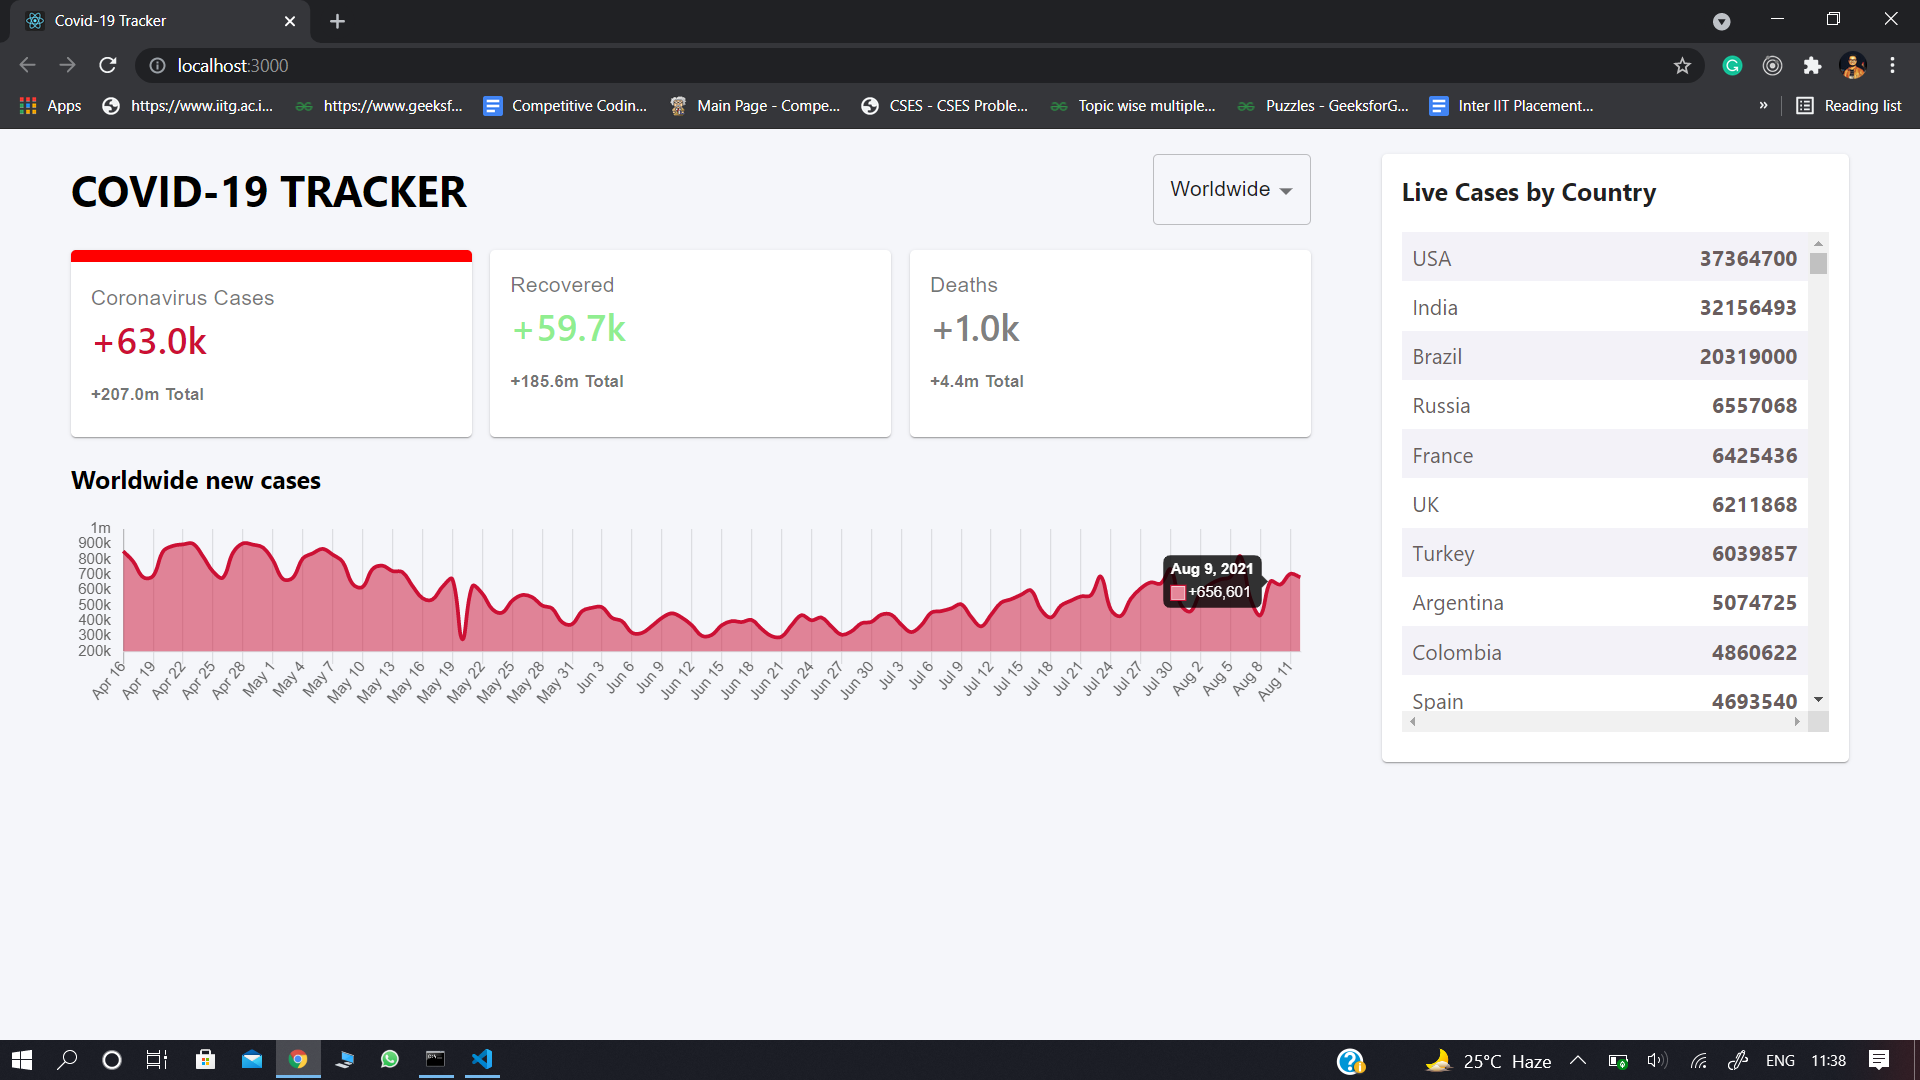 Covid-19 Tracker
localhost:3000
Apps
https://www.iitg.ac.i...
https://www.geeksf...
Competitive Codin...
Main Page - Compe...
CSES - CSES Proble...
Topic wise multiple...
Puzzles - GeeksforG...
Inter IIT Placement...
»
Reading list
COVID-19 TRACKER
Worldwide
Coronavirus Cases
+63.0k
+207.0m Total
Recovered
+59.7k
+185.6m Total
Deaths
+1.0k
+4.4m Total
Worldwide new cases
1m
900k
800k
700k
600k
500k
400k
300k
200k
Aug 9, 2021
+656,601
Apr 16
Apr 19
Apr 22
Apr 25
Apr 28
May 1
May 4
May 7
May 10
May 13
May 16
May 19
May 22
May 25
May 28
May 31
Jun 3
Jun 6
Jun 9
Jun 12
Jun 15
Jun 18
Jun 21
Jun 24
Jun 27
Jun 30
Jul 3
Jul 6
Jul 9
Jul 12
Jul 15
Jul 18
Jul 21
Jul 24
Jul 27
Jul 30
Aug 2
Aug 5
Aug 8
Aug 11
Live Cases by Country
USA 37364700
India 32156493
Brazil 20319000
Russia 6557068
France 6425436
UK 6211868
Turkey 6039857
Argentina 5074725
Colombia 4860622
Spain 4693540
25°C Haze
ENG
11:38